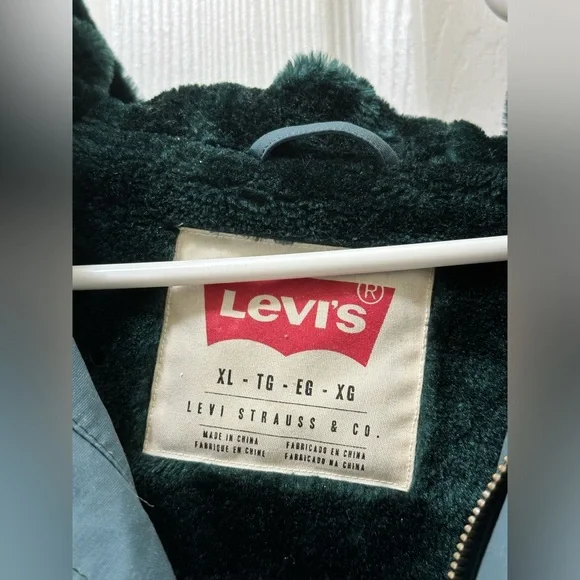 LEVI'S ®
XL - TG - EG - XG
LEVI STRAUSS & CO.
MADE IN CHINA
FABRIQUE EN CHINE
FABRICADO EN CHINA
FABRICADO NA CHINA